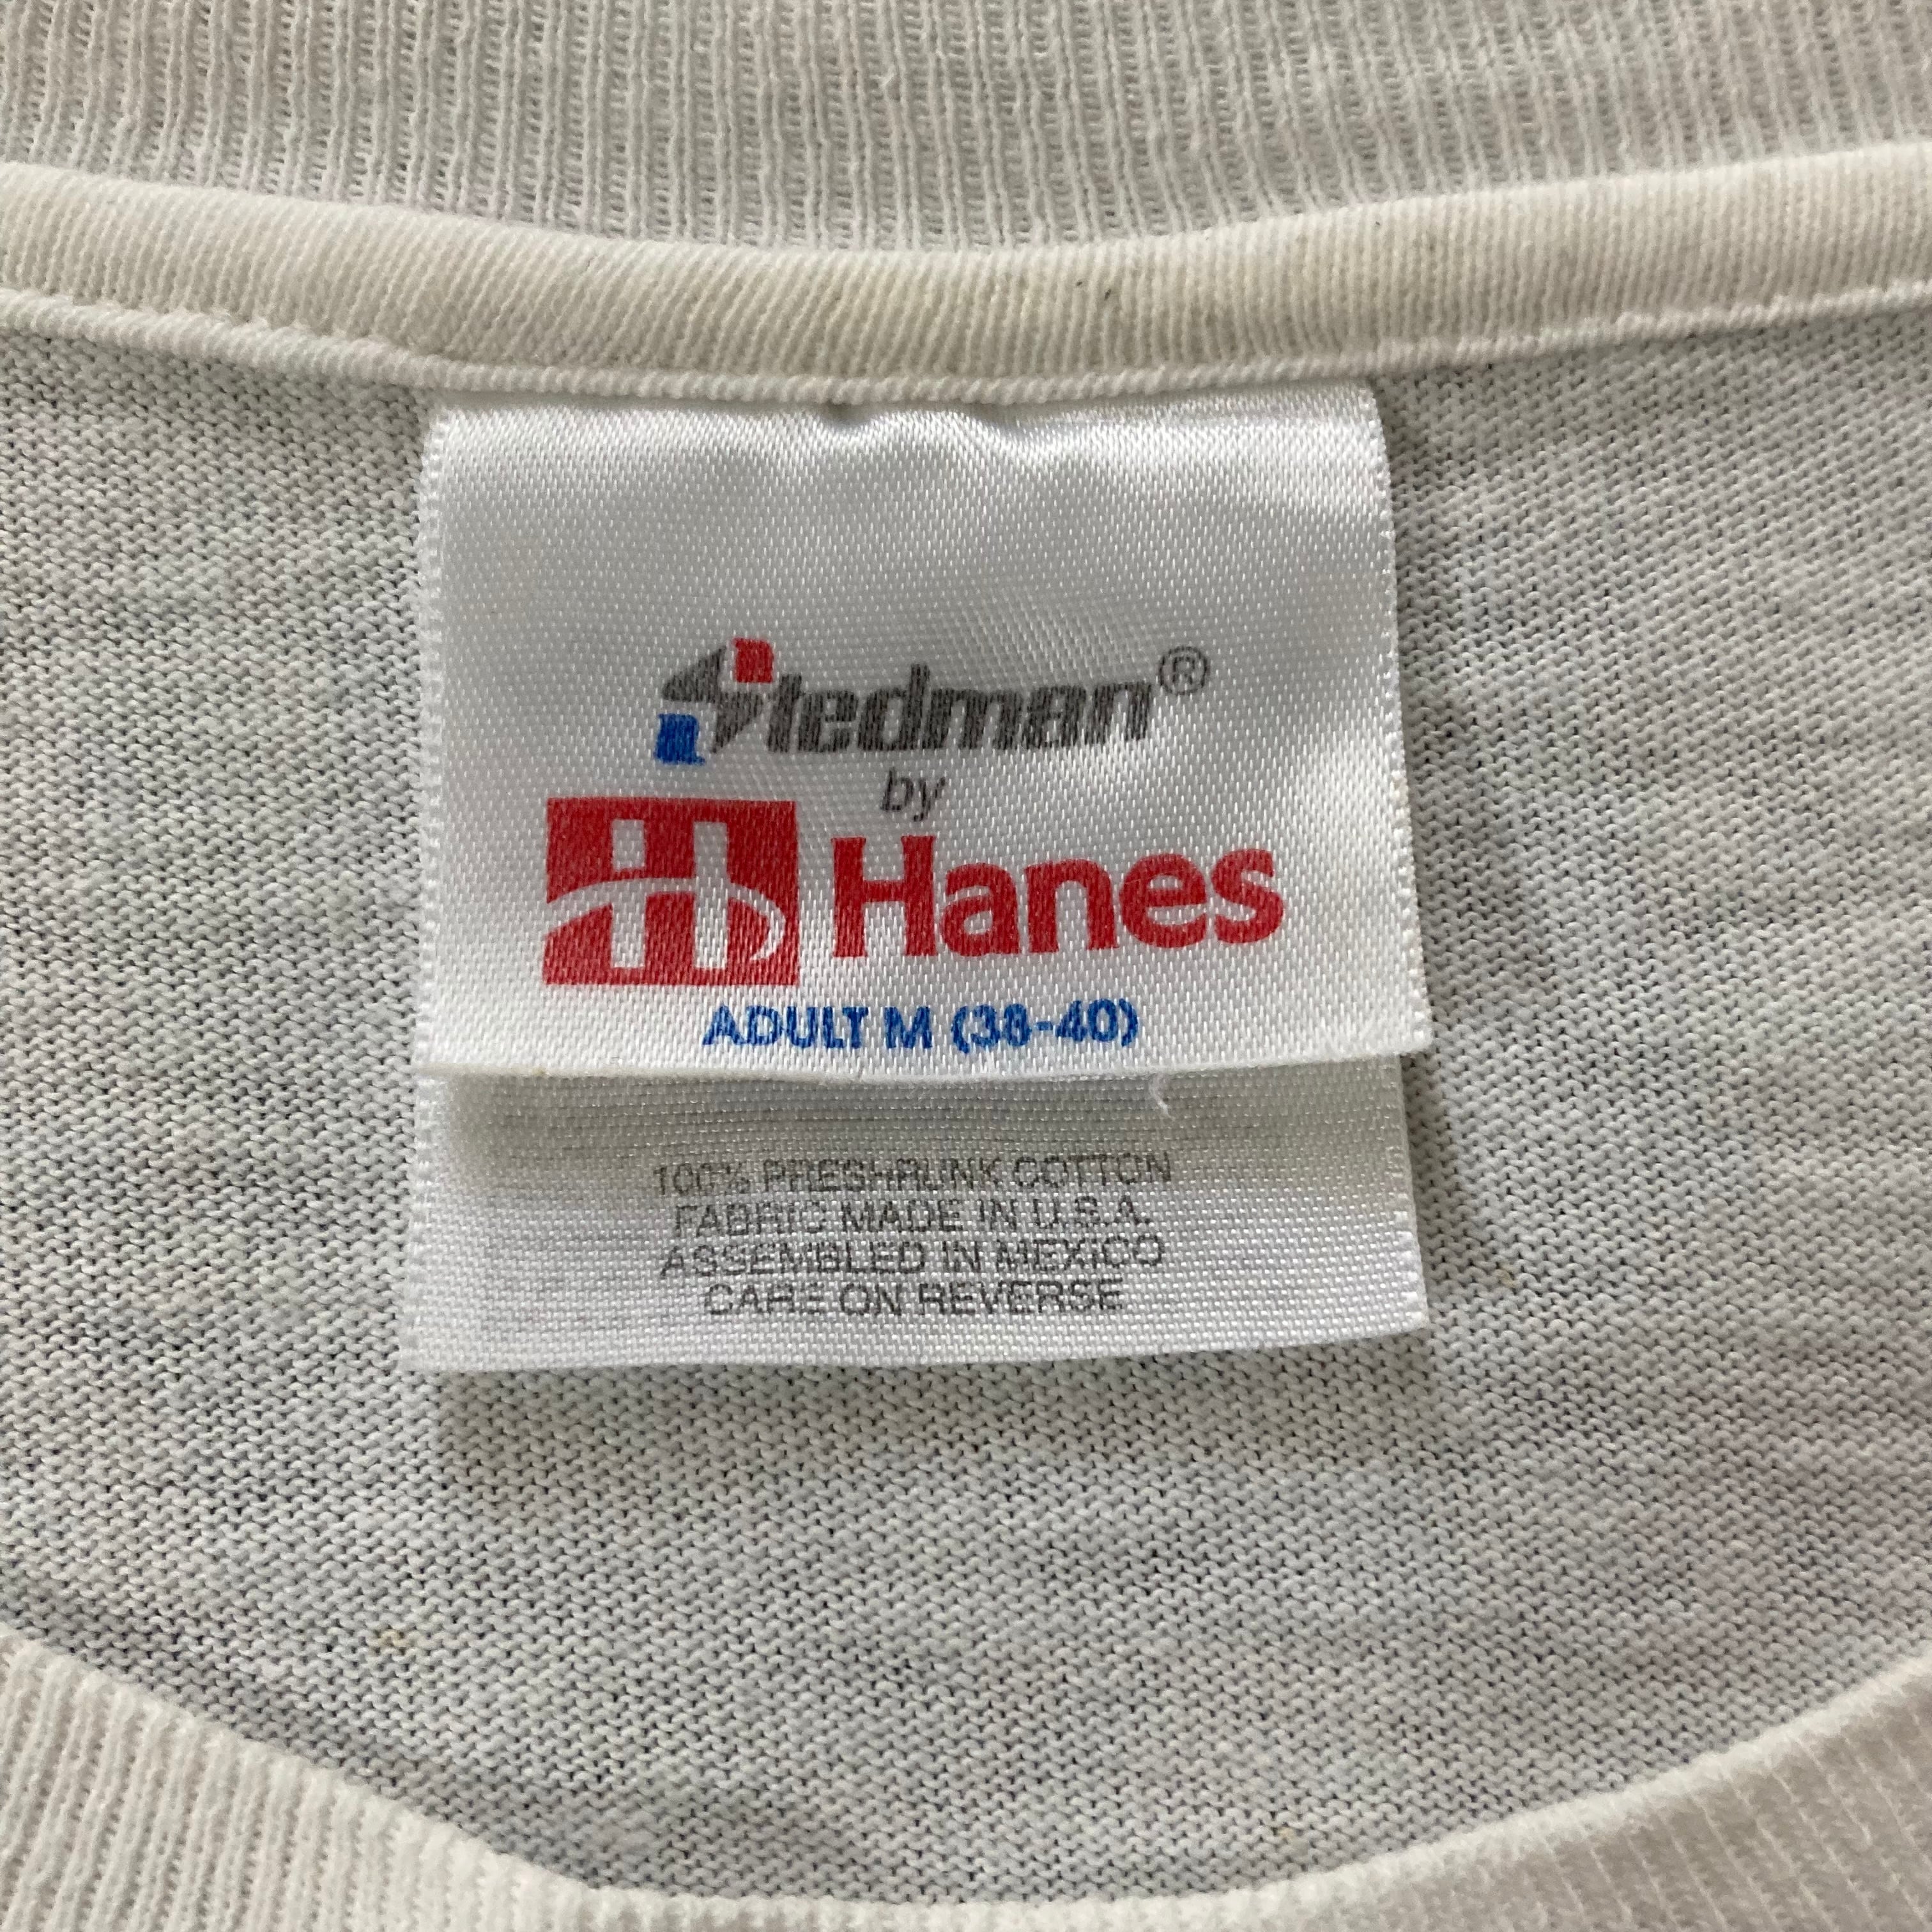 Stedman®
by
Hanes
ADULT M (38-40)
100% PRESHRUNK COTTON
FABRIC MADE IN U.S.A.
ASSEMBLED IN MEXICO
CARE ON REVERSE